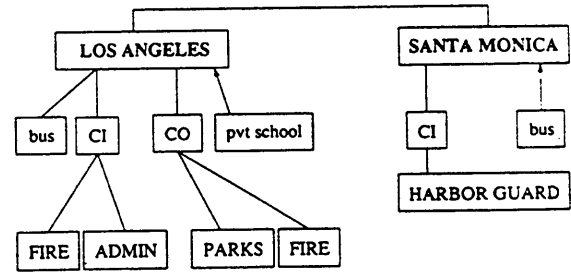 LOS ANGELES
SANTA MONICA
bus
CI
CO
pvt school
CI
bus
HARBOR GUARD
FIRE
ADMIN
PARKS
FIRE